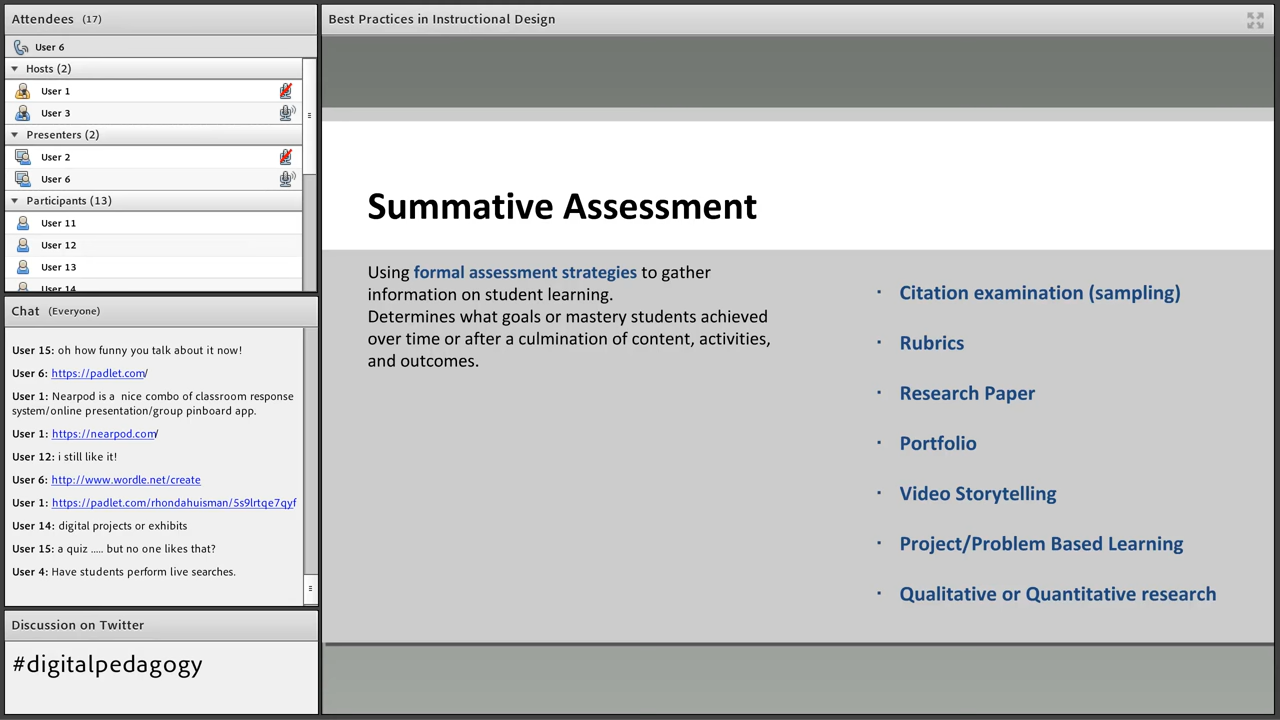 Attendees (17)
User 6
Hosts (2)
User 1
User 3
Presenters (2)
User 2
User 6
Participants (13)
User 11
User 12
User 13
User 14
Chat (Everyone)
User 15: oh how funny you talk about it now!
User 6: https://padlet.com/
User 1: Nearpod is a nice combo of classroom response
system/online presentation/group pinboard app.
User 1: https://nearpod.com/
User 12: i still like it!
User 6: http://www.wordle.net/create
User 1: https://padlet.com/rhondahuisman/5s9lrtqe7qyf
User 14: digital projects or exhibits
User 15: a quiz ..... but no one likes that?
User 4: Have students perform live searches.
Discussion on Twitter
#digitalpedagogy
Best Practices in Instructional Design
Summative Assessment
Using formal assessment strategies to gather
information on student learning.
Determines what goals or mastery students achieved
over time or after a culmination of content, activities,
and outcomes.
· Citation examination (sampling)
· Rubrics
· Research Paper
· Portfolio
· Video Storytelling
· Project/Problem Based Learning
· Qualitative or Quantitative research